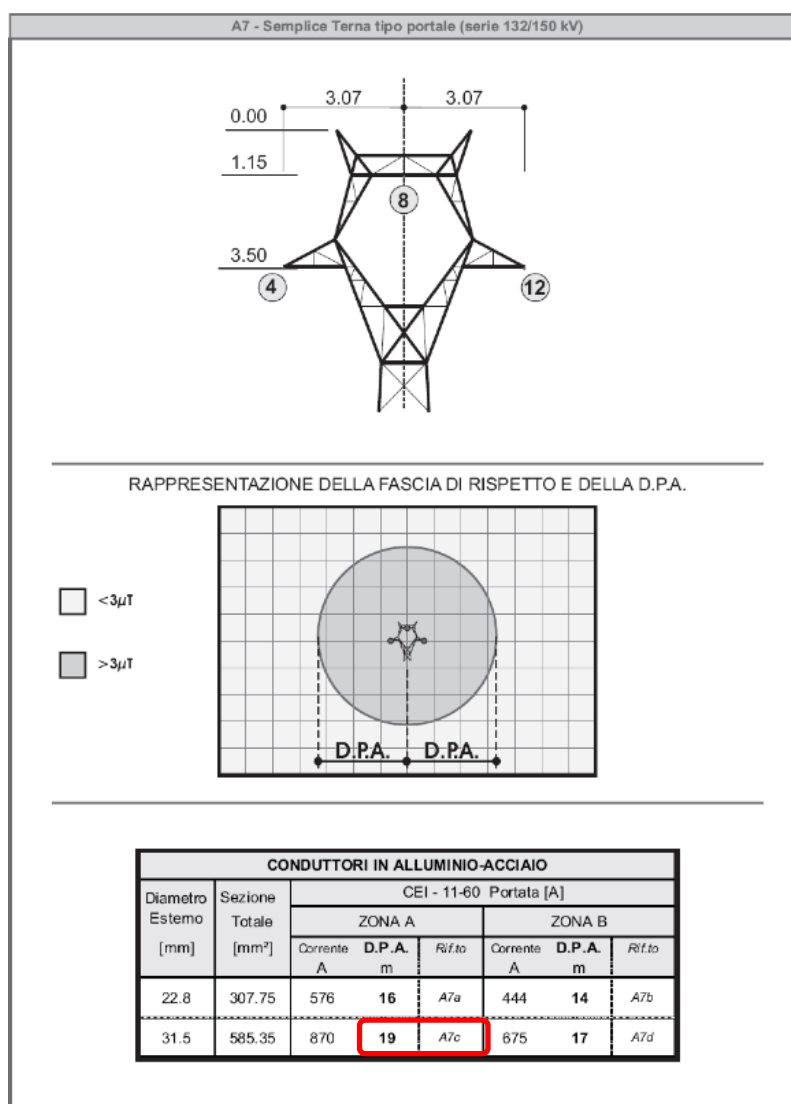 A7 - Semplice Terna tipo portale (serie 132/150 kV)
3.07 3.07
0.00
1.15
8
3.50
4 12
RAPPRESENTAZIONE DELLA FASCIA DI RISPETTO E DELLA D.P.A.
<3μT
>3μT
D.P.A. D.P.A.
CONDUTTORI IN ALLUMINIO-ACCIAIO
Diametro Esterno [mm] Sezione Totale [mm²] CEI - 11-60 Portata [A]
ZONA A ZONA B
Corrente A D.P.A. m Rif.to Corrente A D.P.A. m Rif.to
22.8 307.75 576 16 A7a 444 14 A7b
31.5 585.35 870 19 A7c 675 17 A7d